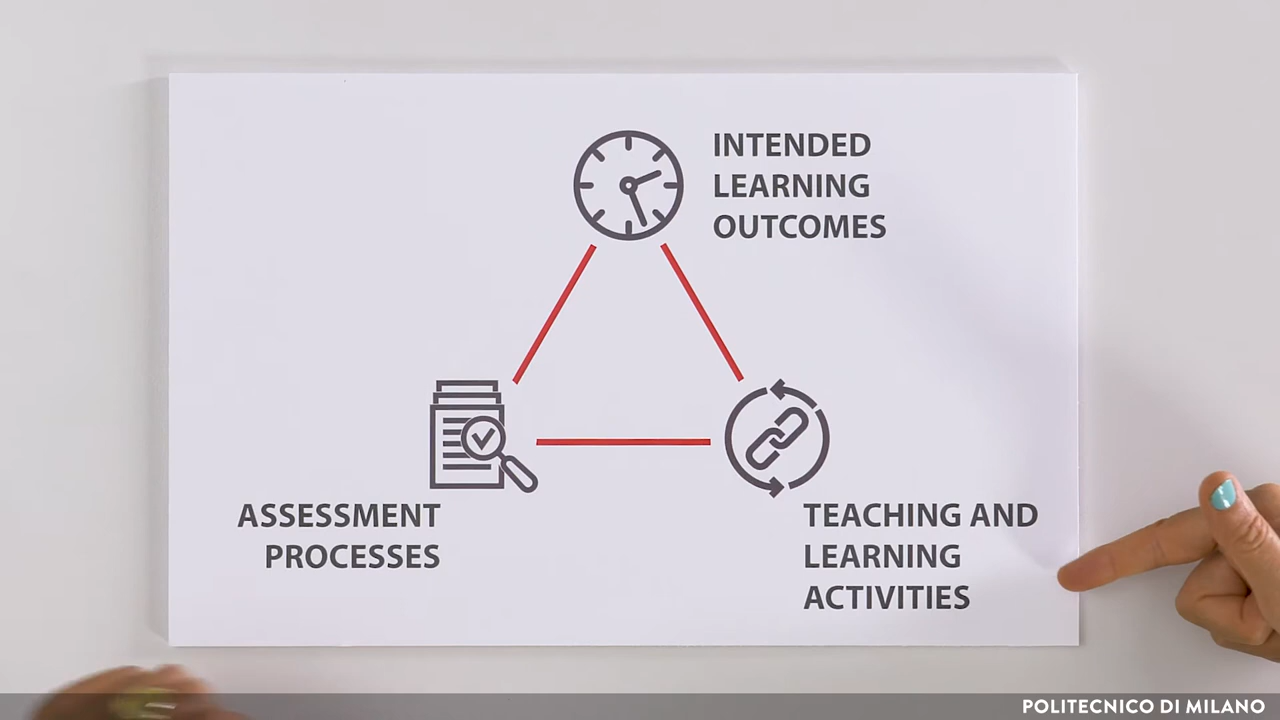 INTENDED
LEARNING
OUTCOMES
ASSESSMENT
PROCESSES
TEACHING AND
LEARNING
ACTIVITIES
POLITECNICO DI MILANO